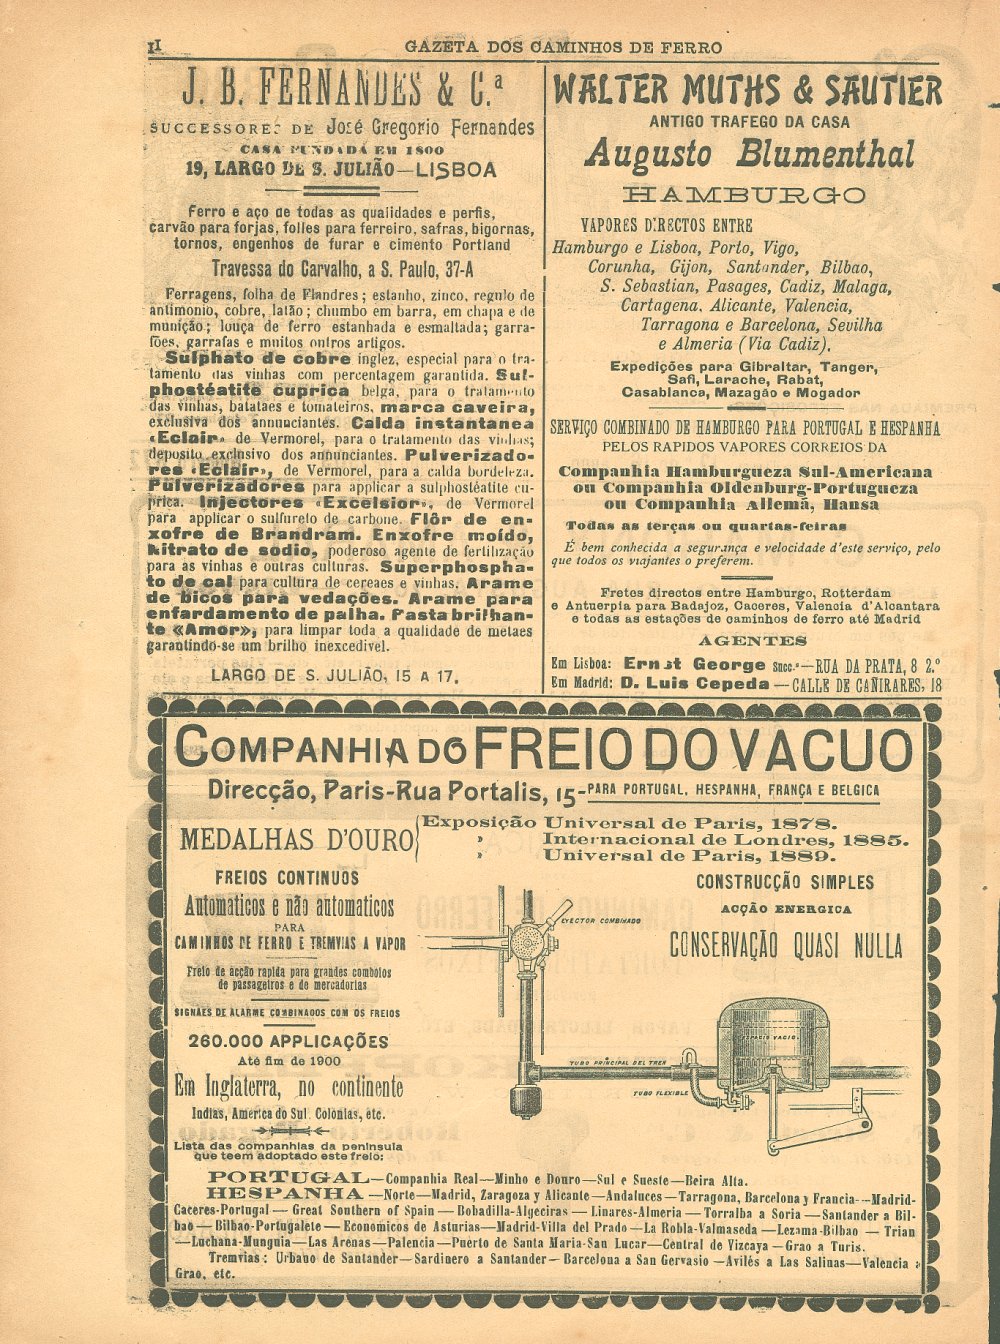 II
GAZETA DOS CAMINHOS DE FERRO
J. B. FERNANDES & C.ª
SUCCESSORES DE José Gregorio Fernandes
CASA FUNDADA EM 1800
19, LARGO DE S. JULIÃO—LISBOA
Ferro e aço de todas as qualidades e perfis,
carvão para forjas, folles para ferreiro, safras, bigornas,
tornos, engenhos de furar e cimento Portland
Travessa do Carvalho, a S. Paulo, 37-A
Ferragens, folha de Flandres; estanho, zinco, regulo de
antimonio, cobre, latão; chumbo em barra, em chapa e de
munição; louça de ferro estanhada e esmaltada; garra-
fões, garrafas e muitos outros artigos.
Sulphato de cobre inglez, especial para o tra-
tamento das vinhas com percentagem garantida. Sul-
phostéatite cuprica belga, para o tratamento
das vinhas, batataes e tomateiros, marca caveira,
exclusiva dos annunciantes. Calda instantanea
«Eclair» de Vermorel, para o tratamento das vinhas;
deposito exclusivo dos annunciantes. Pulverizado-
res «Eclair», de Vermorel, para a calda bordeleza.
Pulverizadores para applicar a sulphostéatite cu-
prica. Injectores «Excelsior», de Vermorel
para applicar o sulfureto de carbone. Flôr de en-
xofre de Brandram. Enxofre moído,
Nitrato de sodio, poderoso agente de fertilização
para as vinhas e outras culturas. Superphospha-
to de cal para cultura de cereaes e vinhas. Arame
de bicos para vedações. Arame para
enfardamento de palha. Pasta brilhan-
te «Amor», para limpar toda a qualidade de metaes
garantindo-se um brilho inexcedivel.
LARGO DE S. JULIÃO, 15 A 17.
WALTER MUTHS & SAUTIER
ANTIGO TRAFEGO DA CASA
Augusto Blumenthal
HAMBURGO
VAPORES DIRECTOS ENTRE
Hamburgo e Lisboa, Porto, Vigo,
Corunha, Gijon, Santander, Bilbao,
S. Sebastian, Pasages, Cadiz, Malaga,
Cartagena. Alicante, Valencia,
Tarragona e Barcelona, Sevilha
e Almeria (Via Cadiz).
Expedições para Gibraltar, Tanger,
Safi, Larache, Rabat,
Casablanca, Mazagão e Mogador
SERVIÇO COMBINADO DE HAMBURGO PARA PORTUGAL E HESPANHA
PELOS RAPIDOS VAPORES CORREIOS DA
Companhia Hamburgueza Sul-Americana
ou Companhia Oldenburg-Portugueza
ou Companhia Allemã, Hansa
Todas as terças ou quartas-feiras
É bem conhecida a segurança e velocidade d'este serviço, pelo
que todos os viajantes o preferem.
Fretes directos entre Hamburgo, Rotterdam
e Antuerpia para Badajoz, Caceres, Valencia d'Alcantara
e todas as estações de caminhos de ferro até Madrid
AGENTES
Em Lisboa: Ernst George Succ.ᵒ—RUA DA PRATA, 8 2.º
Em Madrid: D. Luis Cepeda—CALLE DE CAÑIRARES, 18
COMPANHIA DO FREIO DO VACUO
Direcção, Paris-Rua Portalis, 15-PARA PORTUGAL, HESPANHA, FRANÇA E BELGICA
MEDALHAS D'OURO
Exposição Universal de Paris, 1878.
» Internacional de Londres, 1885.
» Universal de Paris, 1889.
FREIOS CONTINUOS
Automaticos e não automaticos
PARA
CAMINHOS DE FERRO E TREMVIAS A VAPOR
Freio de acção rapida para grandes comboios
de passageiros e de mercadorias
SIGNAES DE ALARME COMBINADOS COM OS FREIOS
260.000 APPLICAÇÕES
Até fim de 1900
Em Inglaterra, no continente
Indias, America do Sul, Colonias, etc.
Lista das companhias da peninsula
que teem adoptado este freio:
CONSTRUCÇÃO SIMPLES
ACÇÃO ENERGICA
CONSERVAÇÃO QUASI NULLA
EYECTOR COMBINADO
ESPACIO VACIO
TUBO PRINCIPAL DEL TREN
TUBO FLEXIBLE
PORTUGAL—Companhia Real—Minho e Douro—Sul e Sueste—Beira Alta.
HESPANHA—Norte—Madrid, Zaragoza y Alicante—Andaluces—Tarragona, Barcelona y Francia—Madrid-
Caceres-Portugal—Great Southern of Spain—Bobadilla-Algeciras—Linares-Almeria—Torralba a Soria—Santander a Bil-
bao—Bilbao-Portugalete—Economicos de Asturias—Madrid-Villa del Prado—La Robla-Valmaseda—Lezama-Bilbao—Trian
—Luchana-Munguia—Las Arenas—Palencia—Puerto de Santa Maria-San Lucar—Central de Vizcaya—Grao a Turis.
Tremvias: Urbano de Santander—Sardinero a Santander—Barcelona a San Gervasio—Avilés a Las Salinas—Valencia a
Grao, etc.